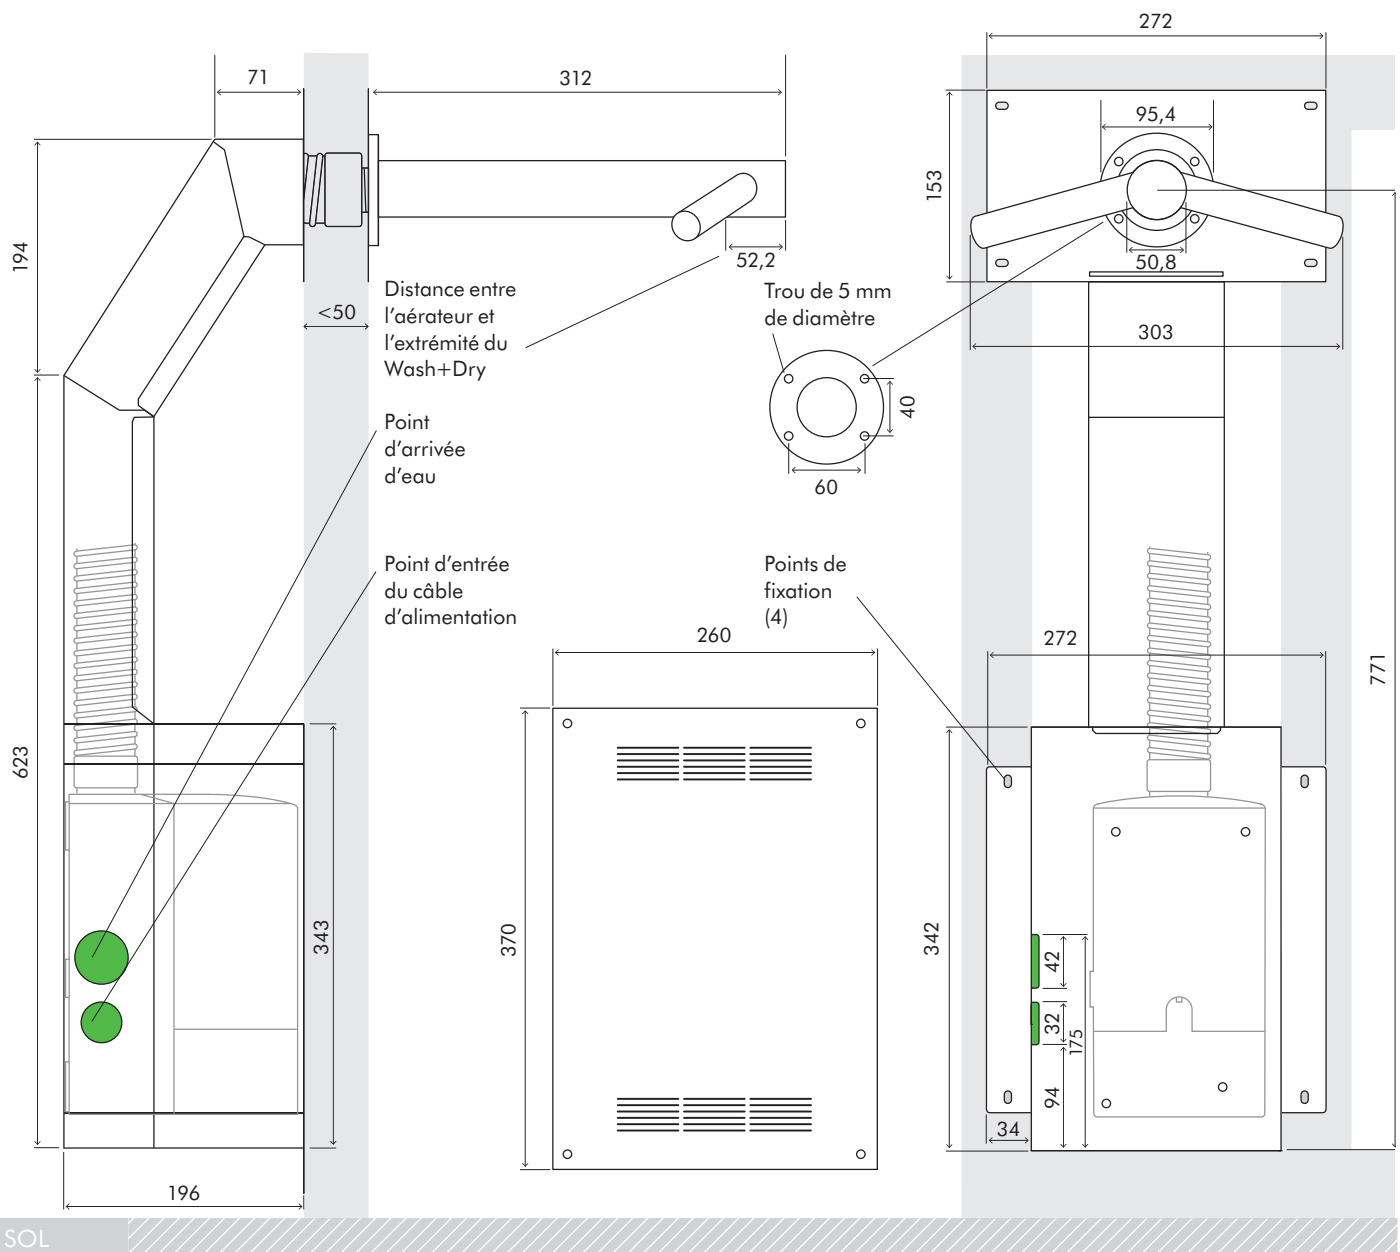 272
71
312
95,4
153
194
52,2
50,8
<50
Distance entre
l'aérateur et
l'extrémité du
Wash+Dry
Trou de 5 mm
de diamètre
303
40
60
Point
d'arrivée
d'eau
Point d'entrée
du câble
d'alimentation
Points de
fixation
(4)
260
272
771
623
343
370
342
42
32
175
94
34
196
SOL